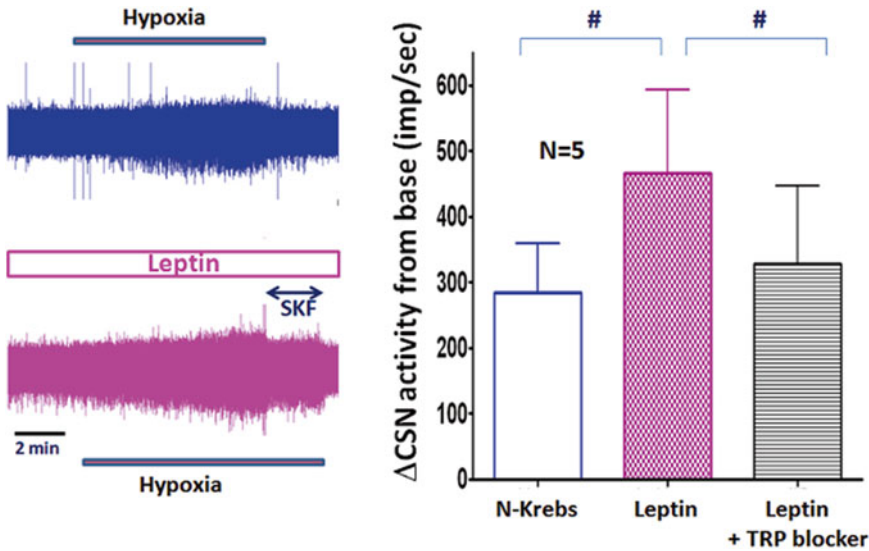 Hypoxia
Leptin
SKF
2 min
Hypoxia
# #
ΔCSN activity from base (imp/sec)
600
500
400
300
200
100
0
N=5
N-Krebs Leptin Leptin
+ TRP blocker